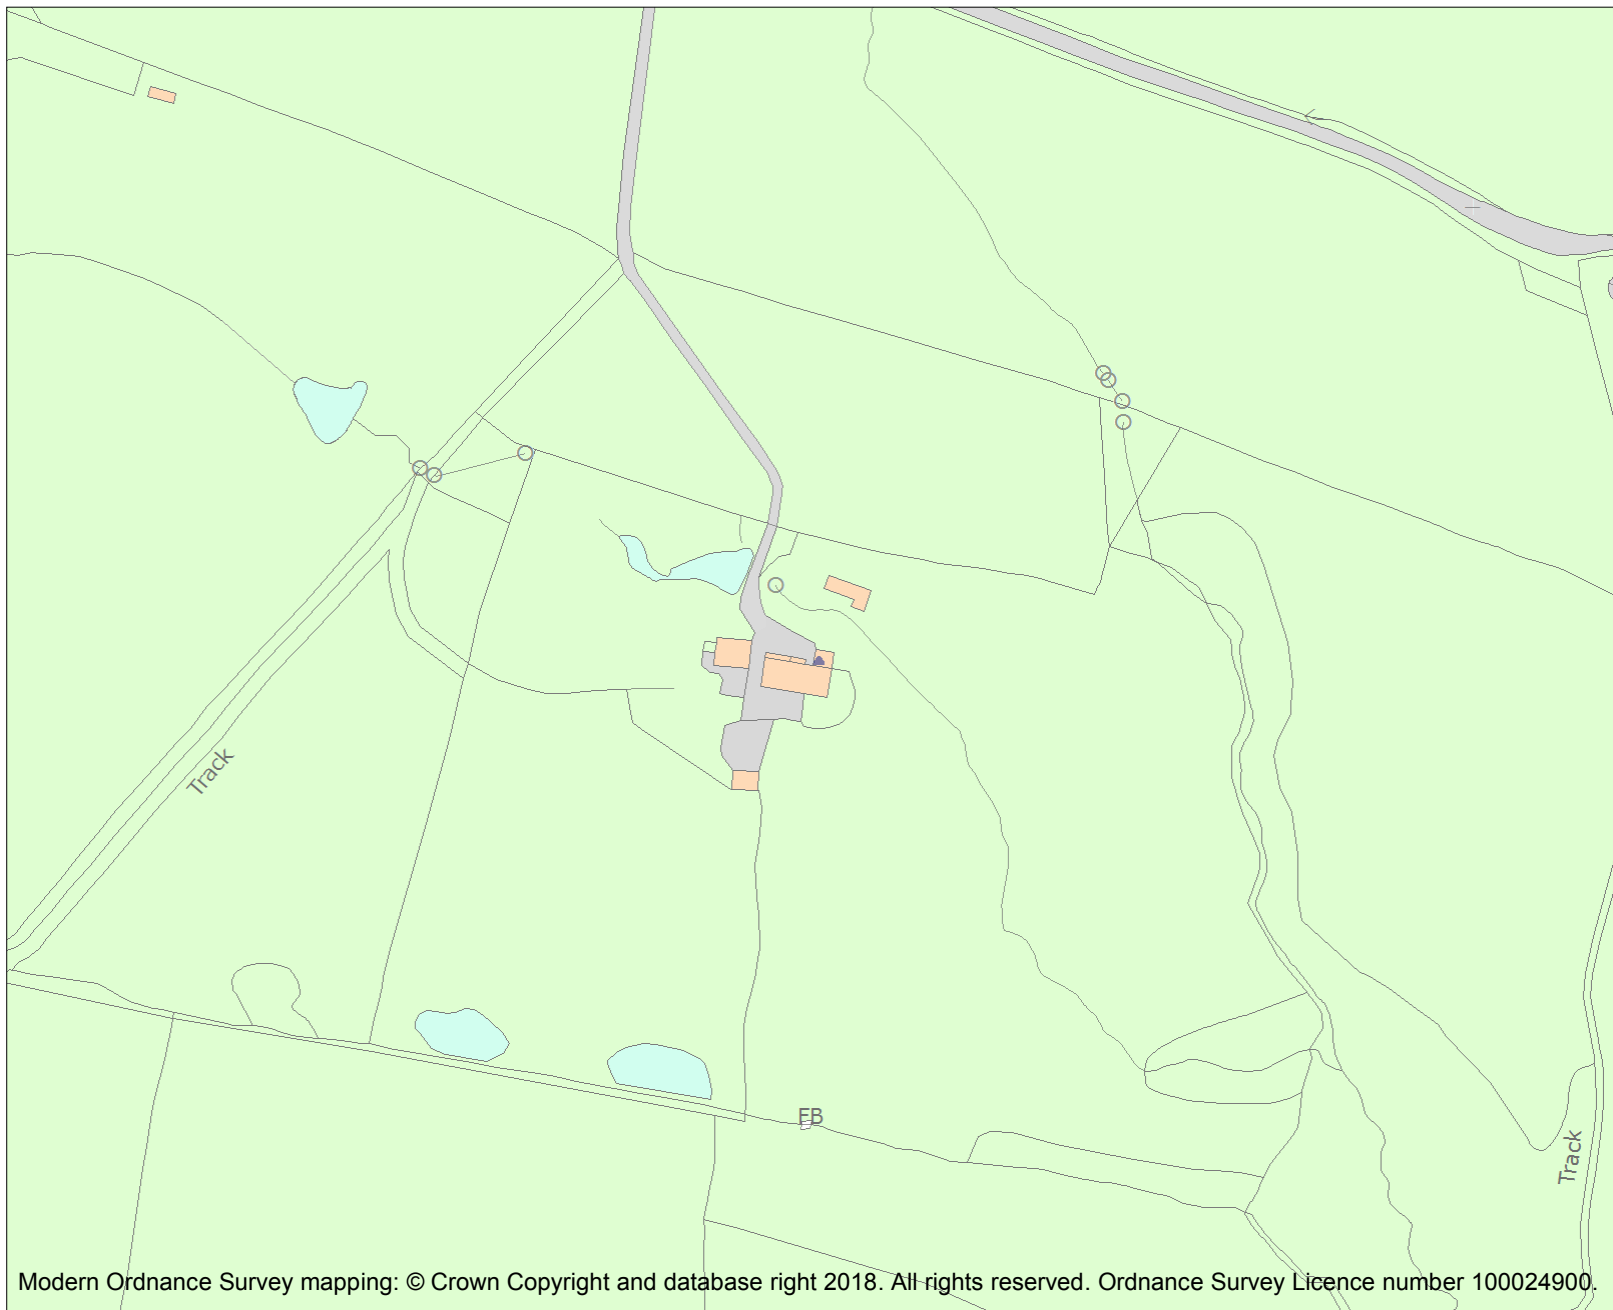 Track
FB
Track
Modern Ordnance Survey mapping: © Crown Copyright and database right 2018. All rights reserved. Ordnance Survey Licence number 100024900.